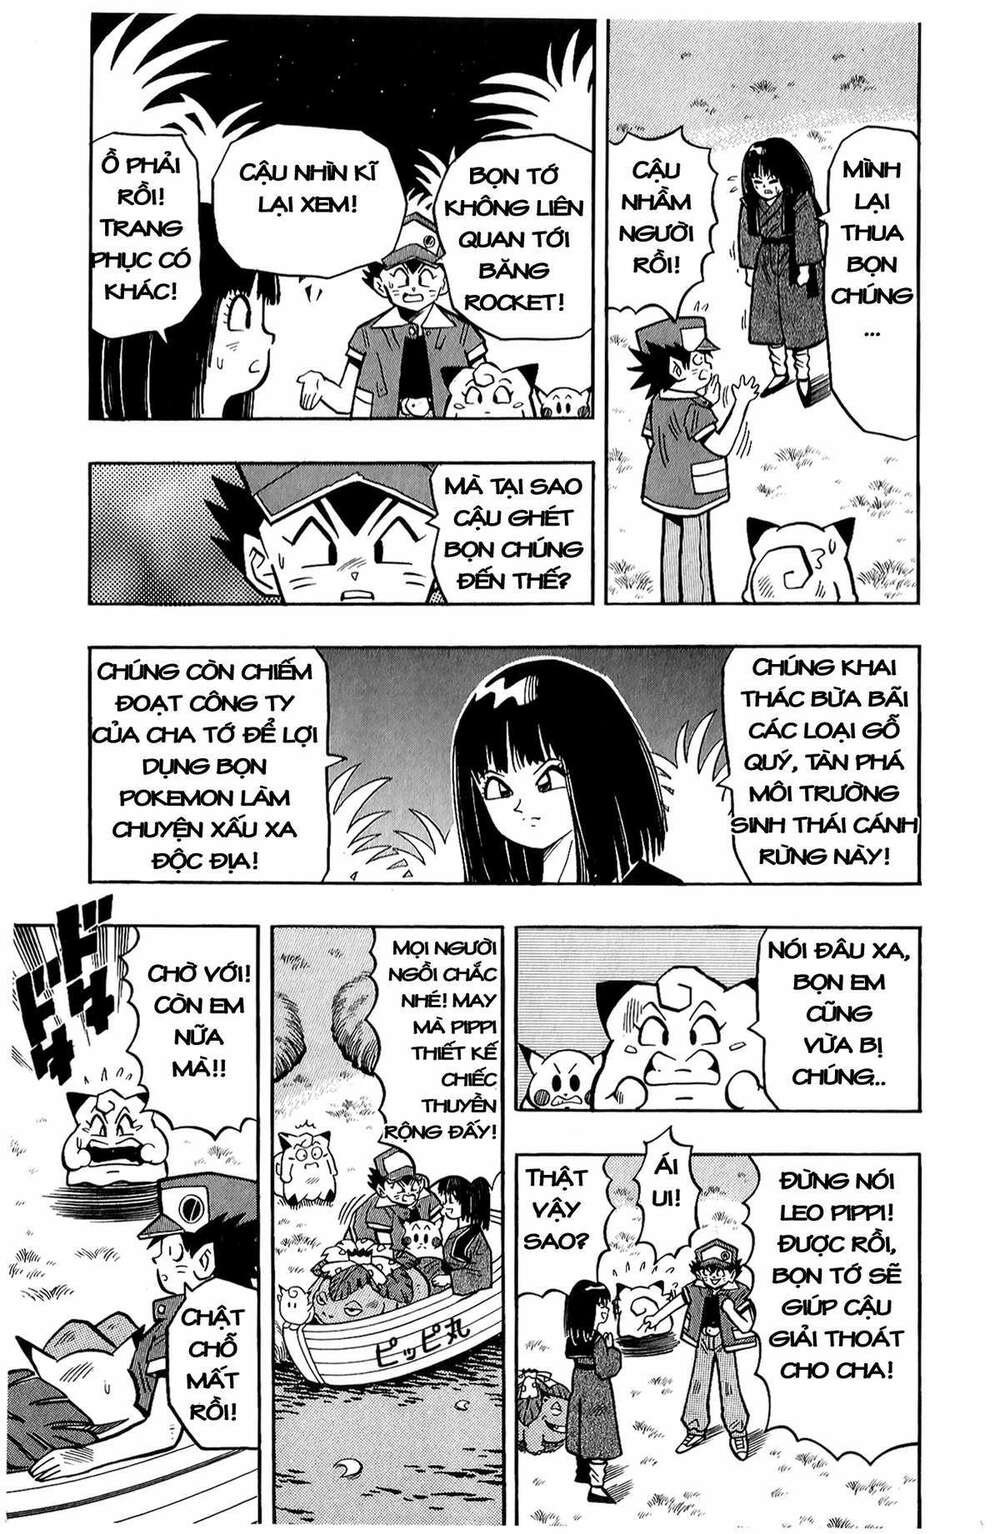 MÌNH
LẠI
THUA
BỌN
CHÚNG
...
CẬU
NHẦM
NGƯỜI
RỒI!
BỌN TỚ
KHÔNG LIÊN
QUAN TỚI
BĂNG
ROCKET!
CẬU NHÌN KĨ
LẠI XEM!
Ồ PHẢI
RỒI!
TRANG
PHỤC CÓ
KHÁC!
MÀ TẠI SAO
CẬU GHÉT
BỌN CHÚNG
ĐẾN THẾ?
CHÚNG KHAI
THÁC BỪA BÃI
CÁC LOẠI GỖ
QUÝ, TÀN PHÁ
MÔI TRƯỜNG
SINH THÁI CÁNH
RỪNG NÀY!
CHÚNG CÒN CHIẾM
ĐOẠT CÔNG TY
CỦA CHA TỚ ĐỂ LỢI
DỤNG BỌN
POKEMON LÀM
CHUYỆN XẤU XA
ĐỘC ĐỊA!
NÓI ĐÂU XA,
BỌN EM
CŨNG
VỪA BỊ
CHÚNG..
ĐỪNG NÓI
LEO PIPPI!
ĐƯỢC RỒI,
BỌN TỚ SẼ
GIÚP CẬU
GIẢI THOÁT
CHO CHA!
ÁI
UI!
THẬT
VẬY
SAO?
MỌI NGƯỜI
NGỒI CHẮC
NHÉ! MAY
MÀ PIPPI
THIẾT KẾ
CHIẾC
THUYỀN
RỘNG ĐẤY!
ピッピ丸
CHỜ VỚI!
CÒN EM
NỮA
MÀ!!
ドドドド
CHẬT
CHỖ
MẤT
RỒI!